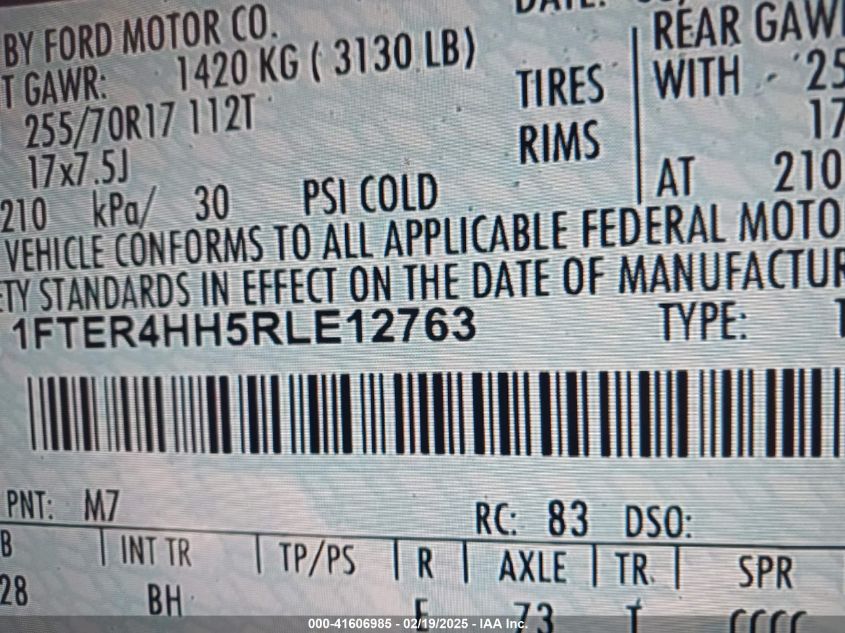 BY FORD MOTOR CO.
T GAWR: 1420 KG ( 3130 LB)
255/70R17 112T TIRES
17x7.5J RIMS
210 kPa/ 30 PSI COLD
REAR GAW
WITH
AT 210
VEHICLE CONFORMS TO ALL APPLICABLE FEDERAL MOTO
ETY STANDARDS IN EFFECT ON THE DATE OF MANUFACTUR
1FTER4HH5RLE12763 TYPE:
PNT: M7
RC: 83 DSO:
B INT TR TP/PS R AXLE TR. SPR
28 BH 73 T
000-41606985 - 02/19/2025 - IAA Inc.